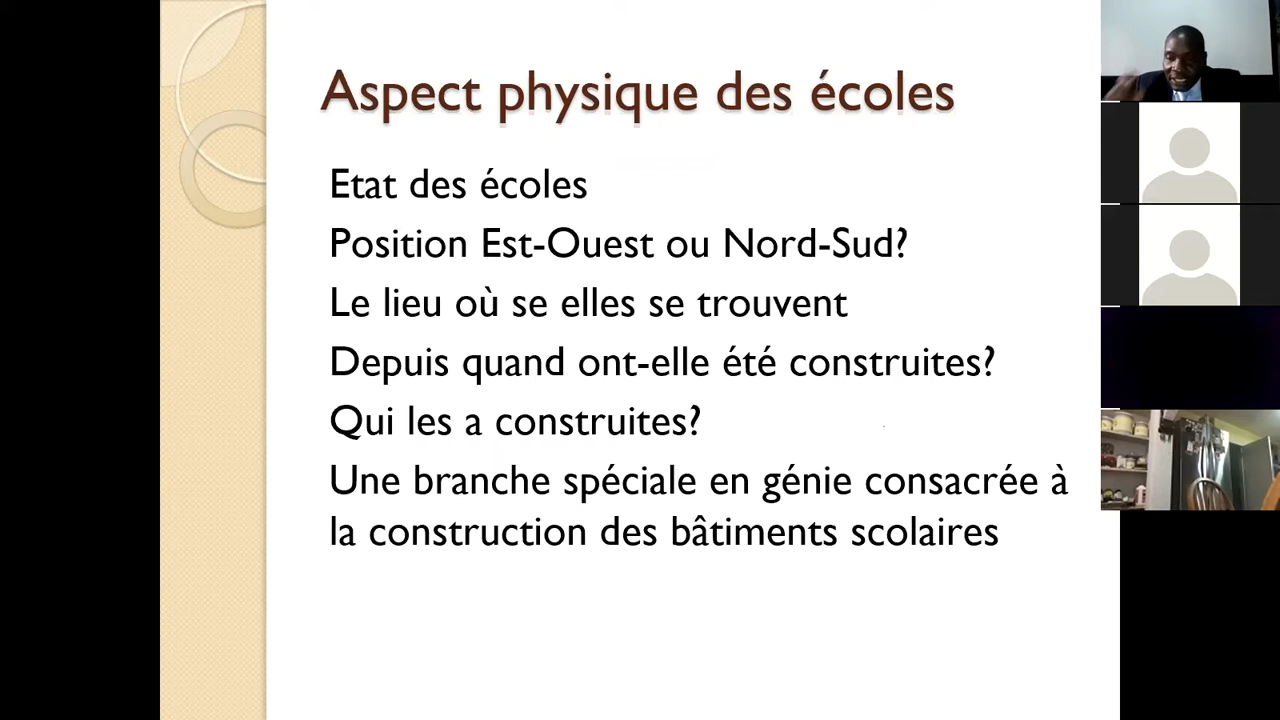 Aspect physique des écoles
Etat des écoles
Position Est-Ouest ou Nord-Sud?
Le lieu où se elles se trouvent
Depuis quand ont-elle été construites?
Qui les a construites?
Une branche spéciale en génie consacrée à
la construction des bâtiments scolaires